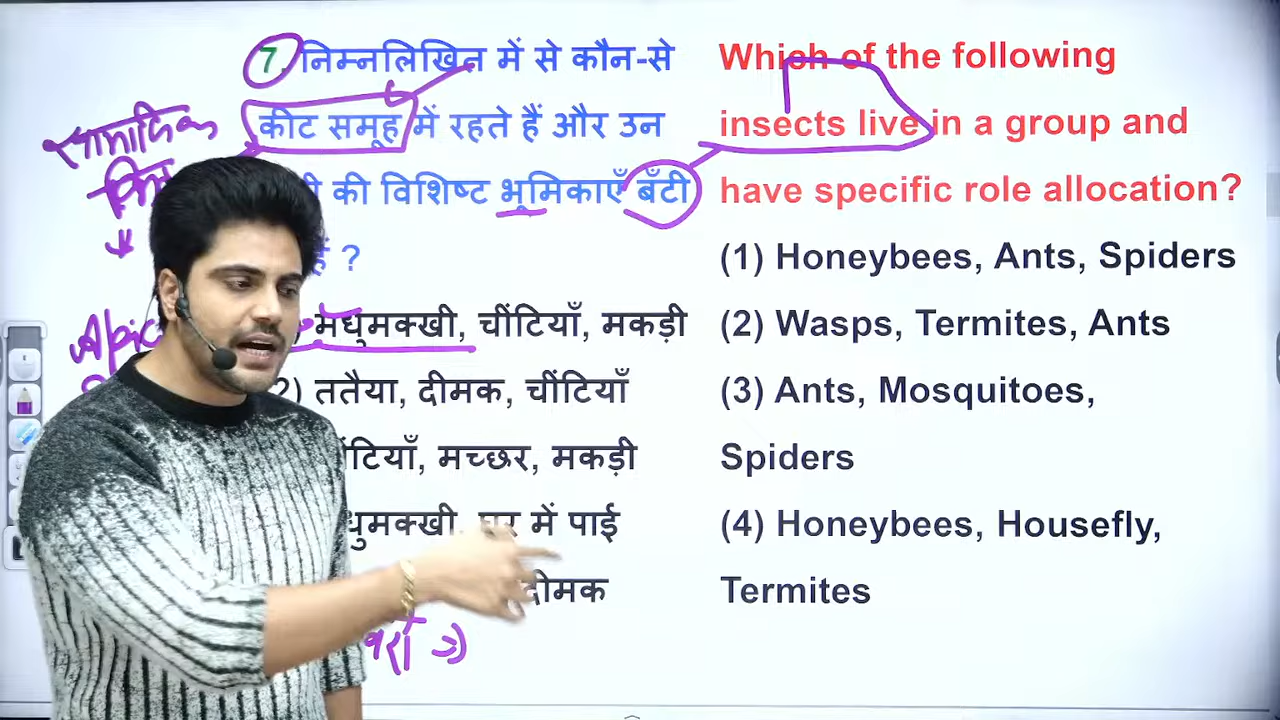 7 निम्नलिखित में से कौन-से
कीट समूह में रहते हैं और उन
की विशिष्ट भूमिकाएँ बँटी
हैं ?
मधुमक्खी, चींटियाँ, मकड़ी
2) ततैया, दीमक, चींटियाँ
मच्छर, मकड़ी
में पाई
दीमक
सामाजिक
Which of the following
insects live in a group and
have specific role allocation?
(1) Honeybees, Ants, Spiders
(2) Wasps, Termites, Ants
(3) Ants, Mosquitoes,
Spiders
(4) Honeybees, Housefly,
Termites